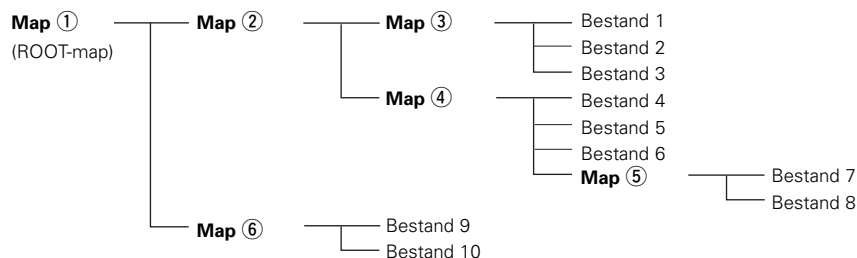 Map ① Map ② Map ③ Bestand 1
(ROOT-map) Bestand 2
Bestand 3
Map ④ Bestand 4
Bestand 5
Bestand 6
Map ⑤ Bestand 7
Bestand 8
Map ⑥ Bestand 9
Bestand 10